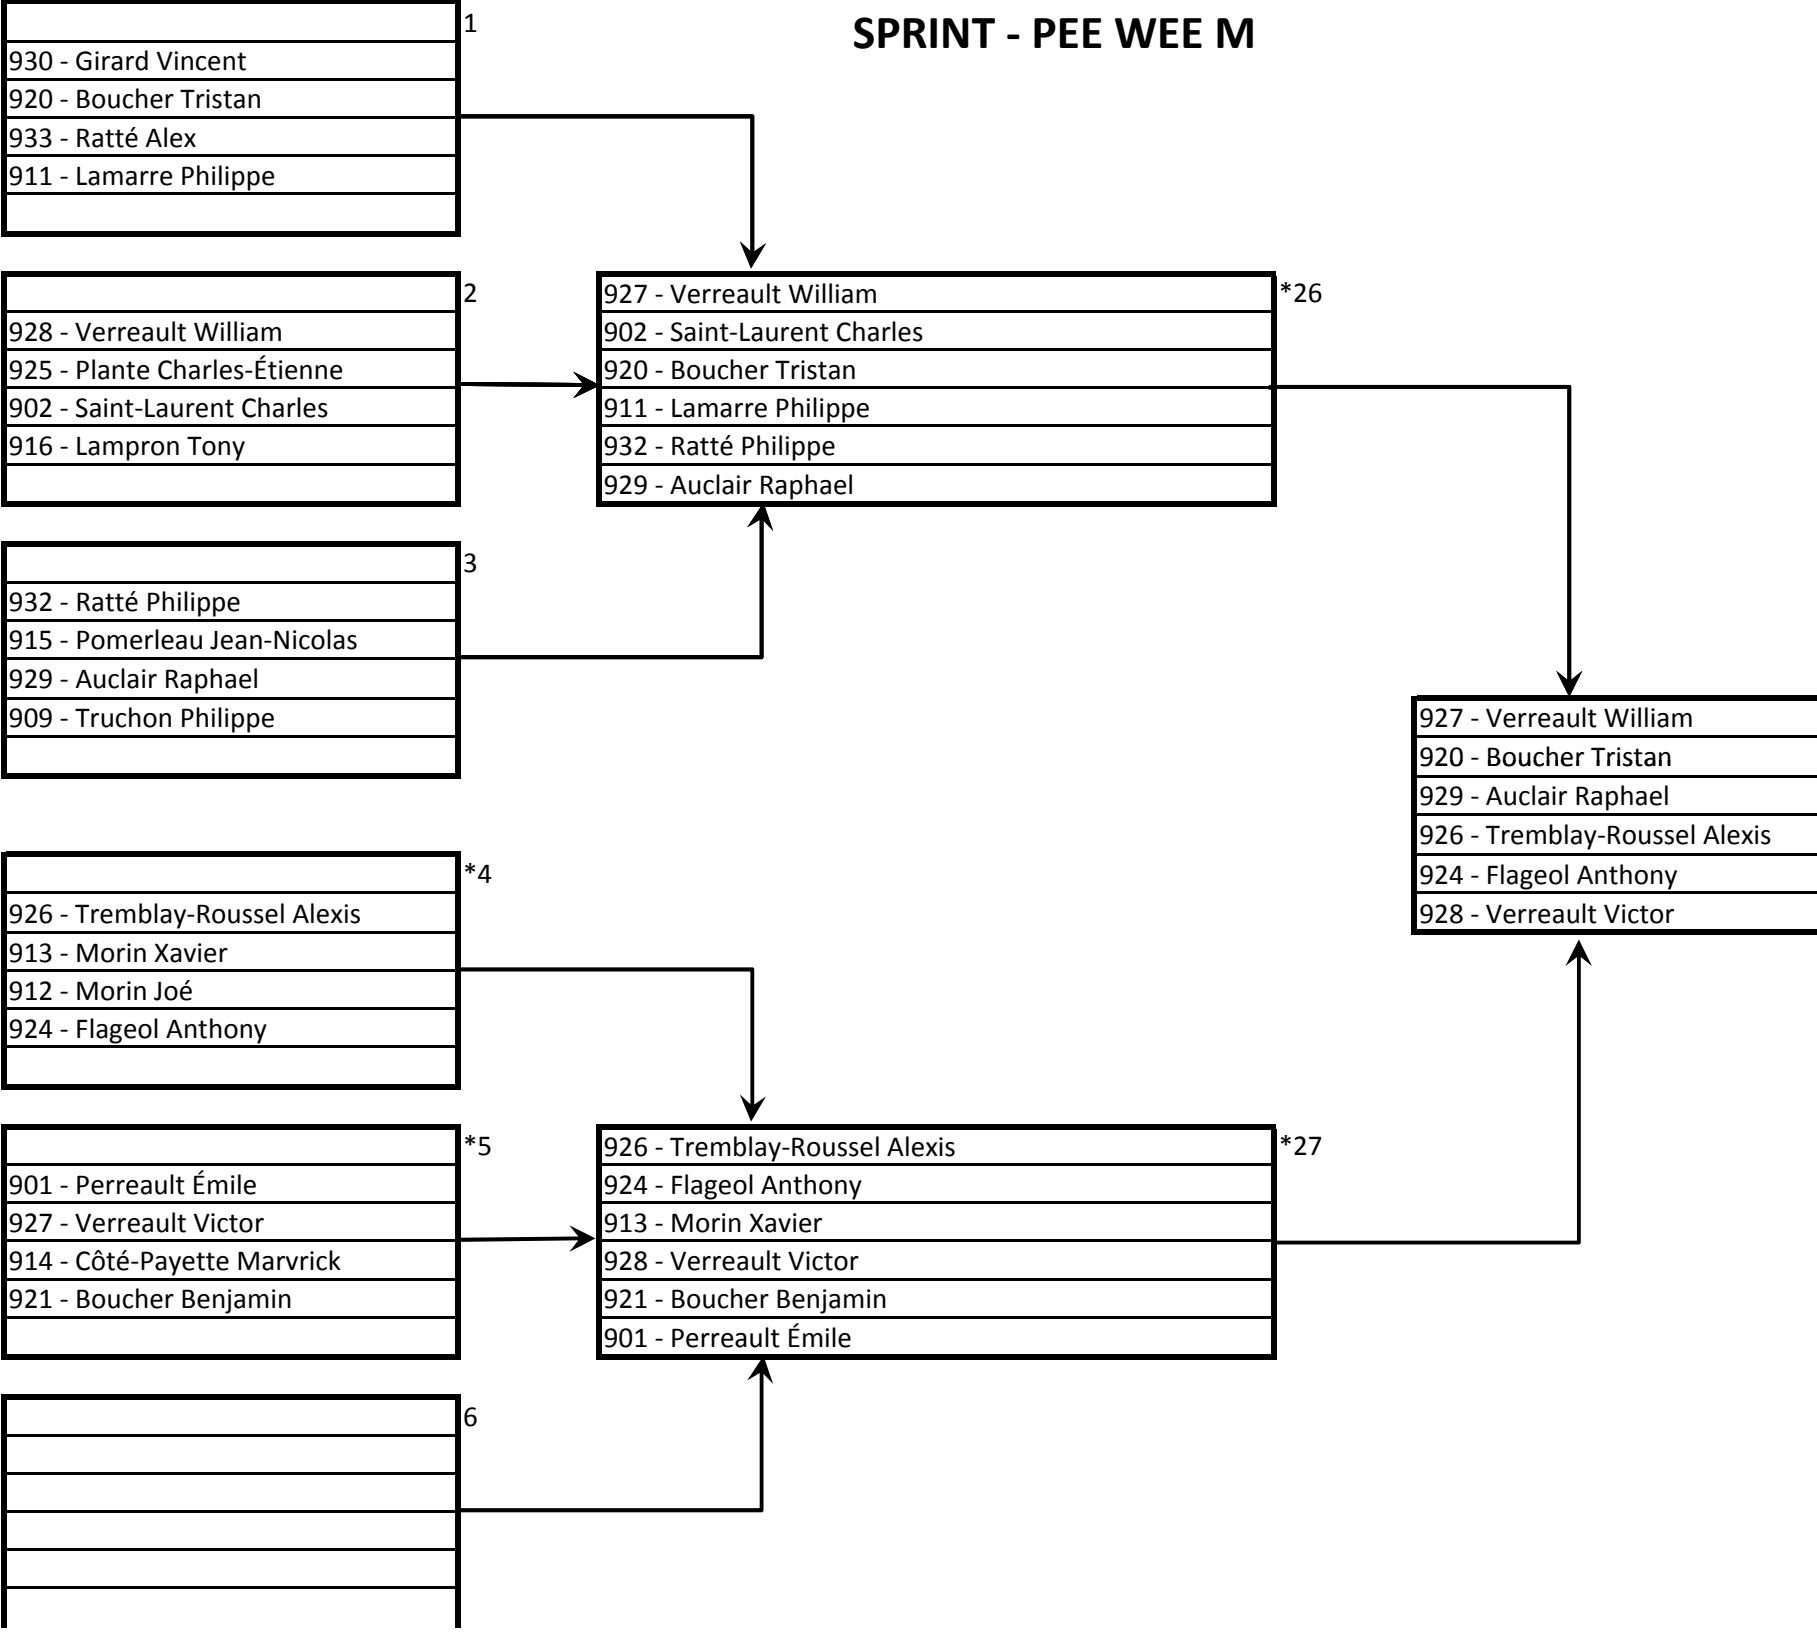 SPRINT - PEE WEE M
1
930 - Girard Vincent
920 - Boucher Tristan
933 - Ratté Alex
911 - Lamarre Philippe
2
928 - Verreault William
925 - Plante Charles-Étienne
902 - Saint-Laurent Charles
916 - Lampron Tony
3
932 - Ratté Philippe
915 - Pomerleau Jean-Nicolas
929 - Auclair Raphael
909 - Truchon Philippe
*4
926 - Tremblay-Roussel Alexis
913 - Morin Xavier
912 - Morin Joé
924 - Flageol Anthony
*5
901 - Perreault Émile
927 - Verreault Victor
914 - Côté-Payette Marvrick
921 - Boucher Benjamin
6
927 - Verreault William
*26
902 - Saint-Laurent Charles
920 - Boucher Tristan
911 - Lamarre Philippe
932 - Ratté Philippe
929 - Auclair Raphael
926 - Tremblay-Roussel Alexis
*27
924 - Flageol Anthony
913 - Morin Xavier
928 - Verreault Victor
921 - Boucher Benjamin
901 - Perreault Émile
927 - Verreault William
920 - Boucher Tristan
929 - Auclair Raphael
926 - Tremblay-Roussel Alexis
924 - Flageol Anthony
928 - Verreault Victor